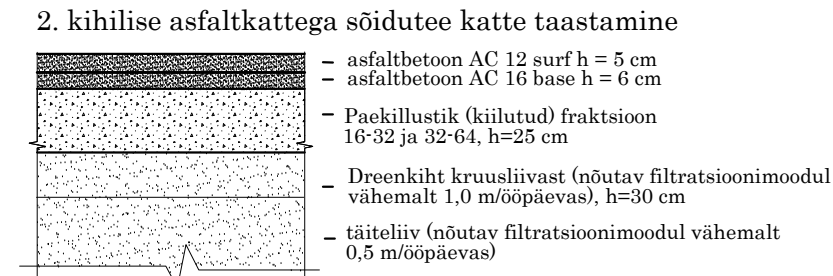 2. kihilise asfaltkattega sõidutee katte taastamine
– asfaltbetoon AC 12 surf h = 5 cm
– asfaltbetoon AC 16 base h = 6 cm
– Paekillustik (kiilutud) fraktsioon
16-32 ja 32-64, h=25 cm
– Dreenkiht kruusliivast (nõutav filtratsioonimoodul
vähemalt 1,0 m/ööpäevas), h=30 cm
– täiteliiv (nõutav filtratsioonimoodul vähemalt
0,5 m/ööpäevas)